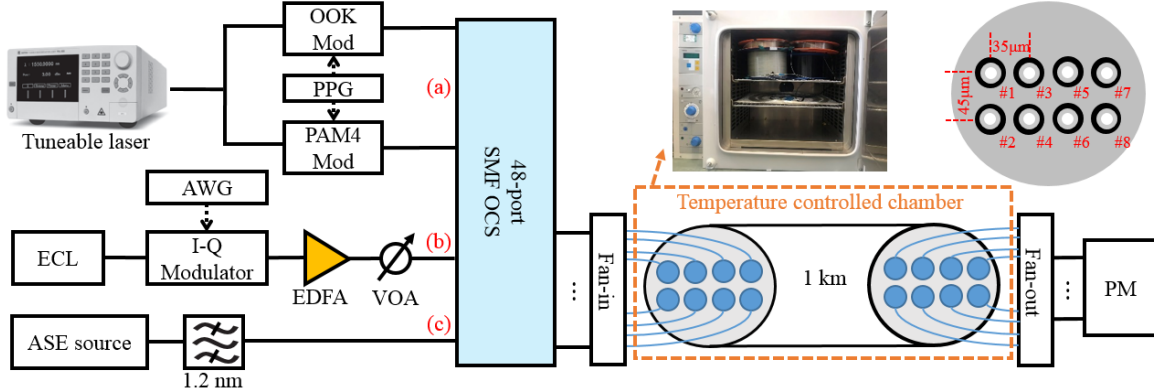 OOK
Mod
PPG
PAM4
Mod
(a)
Tuneable laser
AWG
ECL
I-Q
Modulator
EDFA
VOA
(b)
ASE source
1.2 nm
(c)
48-port
SMF OCS
Fan-in
...
Temperature controlled chamber
1 km
Fan-out
...
PM
35μm
45μm
#1
#3
#5
#7
#2
#4
#6
#8